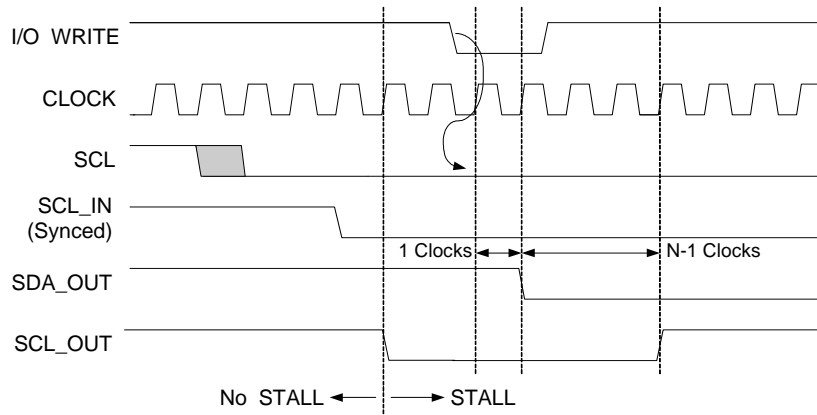 I/O WRITE
CLOCK
SCL
SCL_IN
(Synced)
1 Clocks
N-1 Clocks
SDA_OUT
SCL_OUT
No STALL
STALL